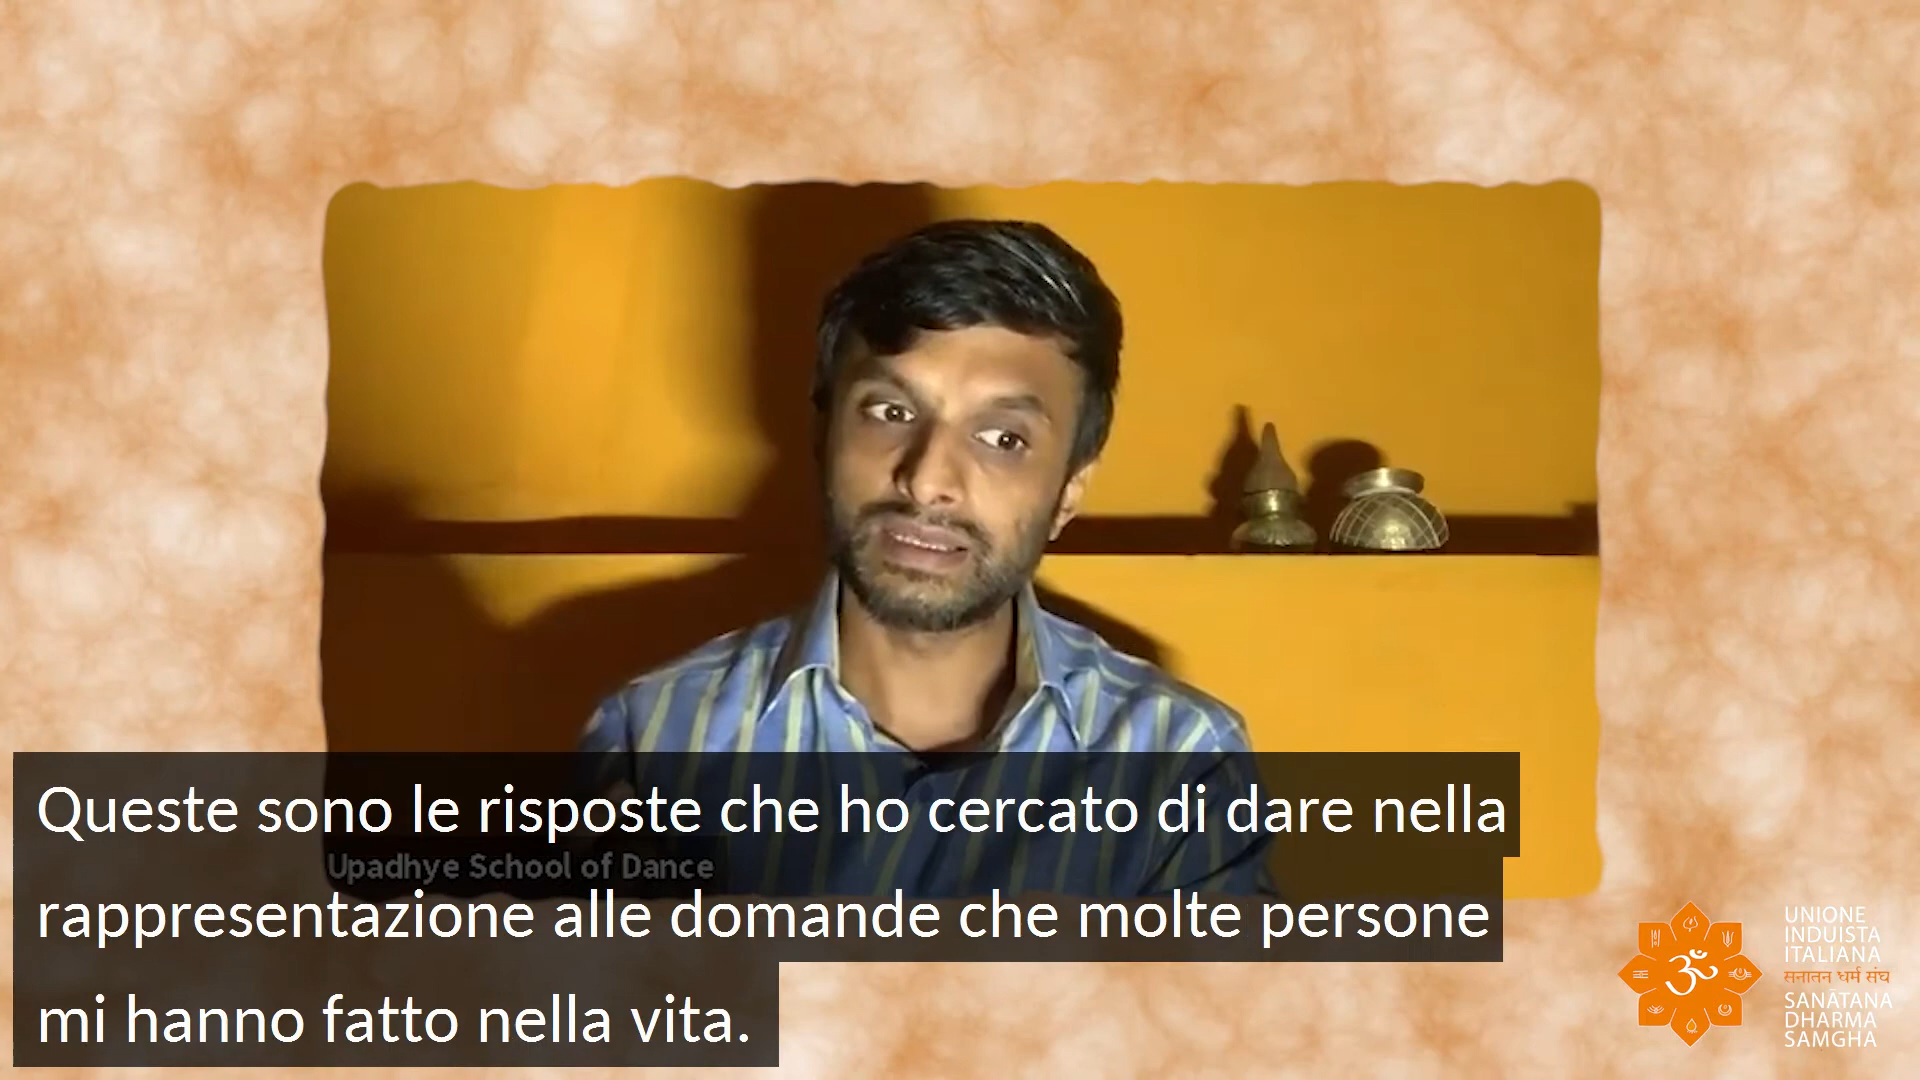 Queste sono le risposte che ho cercato di dare nella
Upadhye School of Dance
rappresentazione alle domande che molte persone
mi hanno fatto nella vita.
ॐ
UNIONE
INDUISTA
ITALIANA
सनातन धर्म संघ
SANĀTANA
DHARMA
SAMGHA